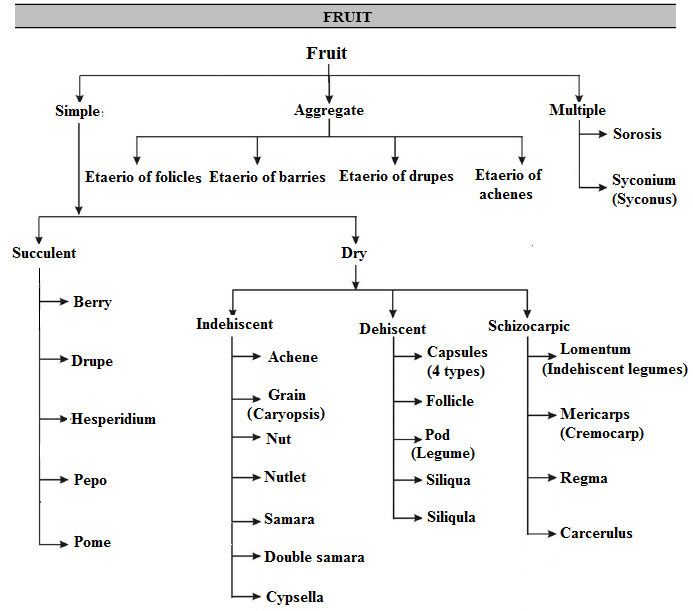 FRUIT
Fruit
Simple:
Aggregate
Multiple
Sorosis
Etaerio of folicles
Etaerio of barries
Etaerio of drupes
Etaerio of
achenes
Syconium
(Syconus)
Succulent
Dry
Berry
Drupe
Hesperidium
Pepo
Pome
Indehiscent
Achene
Grain
(Caryopsis)
Nut
Nutlet
Samara
Double samara
Cypsella
Dehiscent
Capsules
(4 types)
Follicle
Pod
(Legume)
Siliqua
Siliqula
Schizocarpic
Lomentum
(Indehiscent legumes)
Mericarps
(Cremocarp)
Regma
Carcerulus